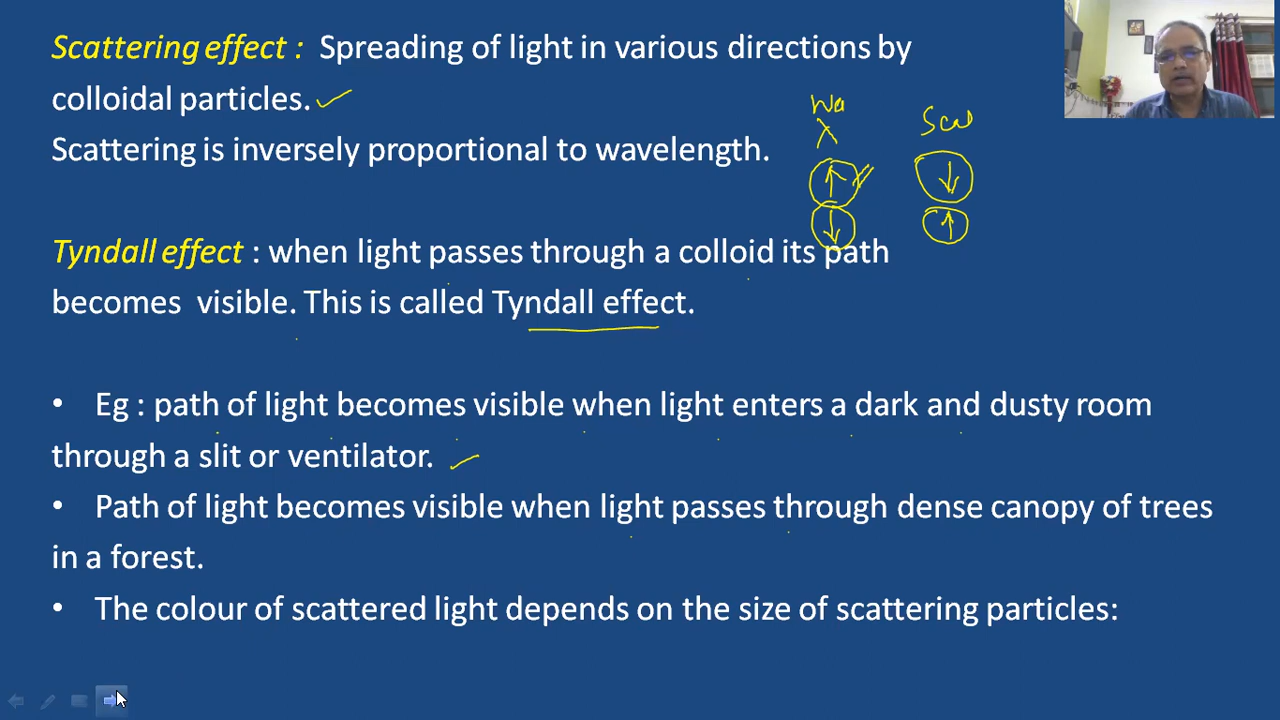 Scattering effect : Spreading of light in various directions by
colloidal particles.
Wa Scat
λ
Scattering is inversely proportional to wavelength.
↑ ↓
↓ ↑
Tyndall effect : when light passes through a colloid its path
becomes visible. This is called Tyndall effect.
• Eg : path of light becomes visible when light enters a dark and dusty room
through a slit or ventilator.
• Path of light becomes visible when light passes through dense canopy of trees
in a forest.
• The colour of scattered light depends on the size of scattering particles: